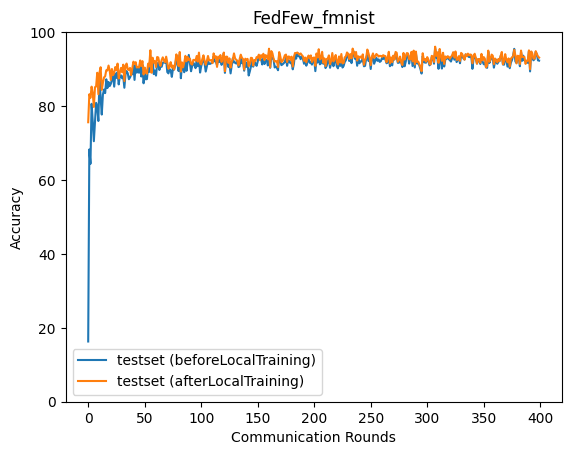 FedFew_fmnist
100
80
60
40
20
0
Accuracy
testset (beforeLocalTraining)
testset (afterLocalTraining)
0 50 100 150 200 250 300 350 400
Communication Rounds